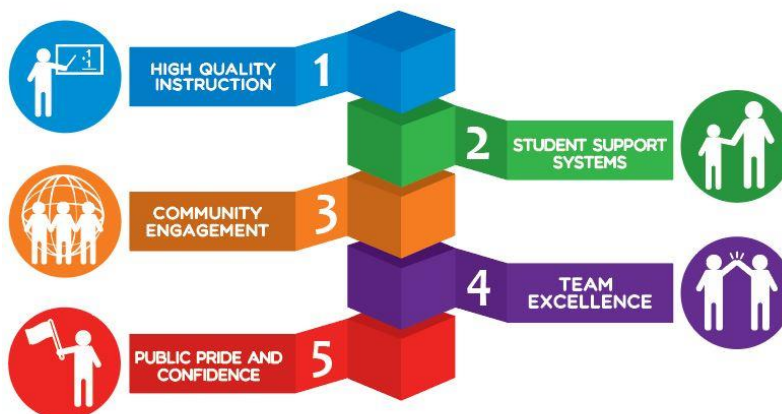 HIGH QUALITY
INSTRUCTION
1
2
STUDENT SUPPORT
SYSTEMS
COMMUNITY
ENGAGEMENT
3
4
TEAM
EXCELLENCE
PUBLIC PRIDE AND
CONFIDENCE
5